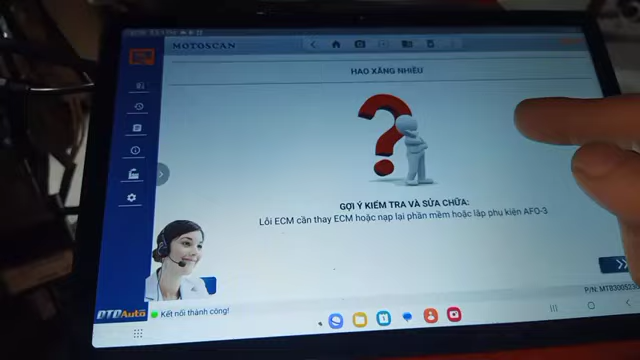 MOTOSCAN
HAO XĂNG NHIỀU
GỢI Ý KIỂM TRA VÀ SỬA CHỮA:
Lỗi ECM cần thay ECM hoặc nạp lại phần mềm hoặc lắp phụ kiện AFO-3
OTOAuto
Kết nối thành công!